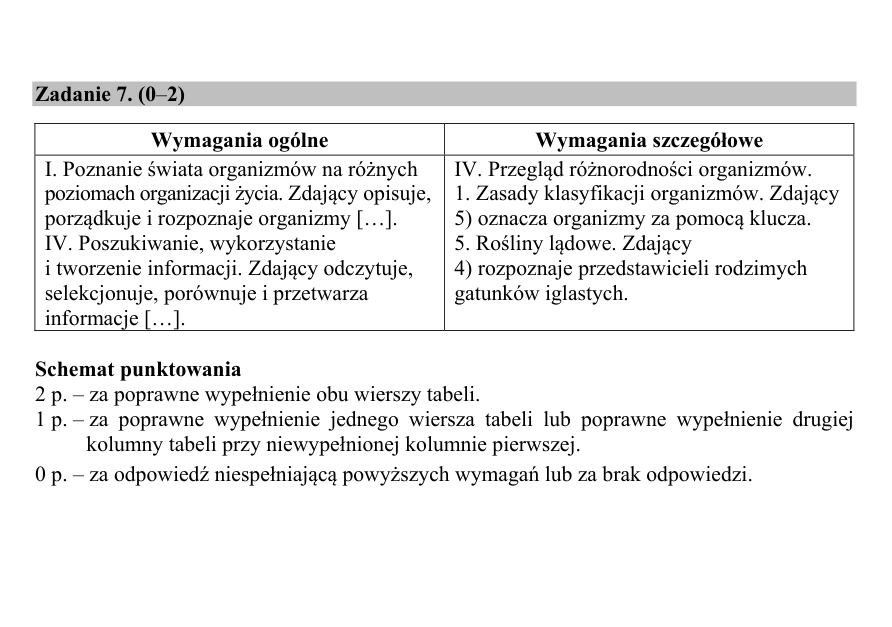 Zadanie 7. (0–2)
Wymagania ogólne
Wymagania szczegółowe
I. Poznanie świata organizmów na różnych
poziomach organizacji życia. Zdający opisuje,
porządkuje i rozpoznaje organizmy […].
IV. Poszukiwanie, wykorzystanie
i tworzenie informacji. Zdający odczytuje,
selekcjonuje, porównuje i przetwarza
informacje […].
IV. Przegląd różnorodności organizmów.
1. Zasady klasyfikacji organizmów. Zdający
5) oznacza organizmy za pomocą klucza.
5. Rośliny lądowe. Zdający
4) rozpoznaje przedstawicieli rodzimych
gatunków iglastych.
Schemat punktowania
2 p. – za poprawne wypełnienie obu wierszy tabeli.
1 p. – za poprawne wypełnienie jednego wiersza tabeli lub poprawne wypełnienie drugiej
kolumny tabeli przy niewypełnionej kolumnie pierwszej.
0 p. – za odpowiedź niespełniającą powyższych wymagań lub za brak odpowiedzi.